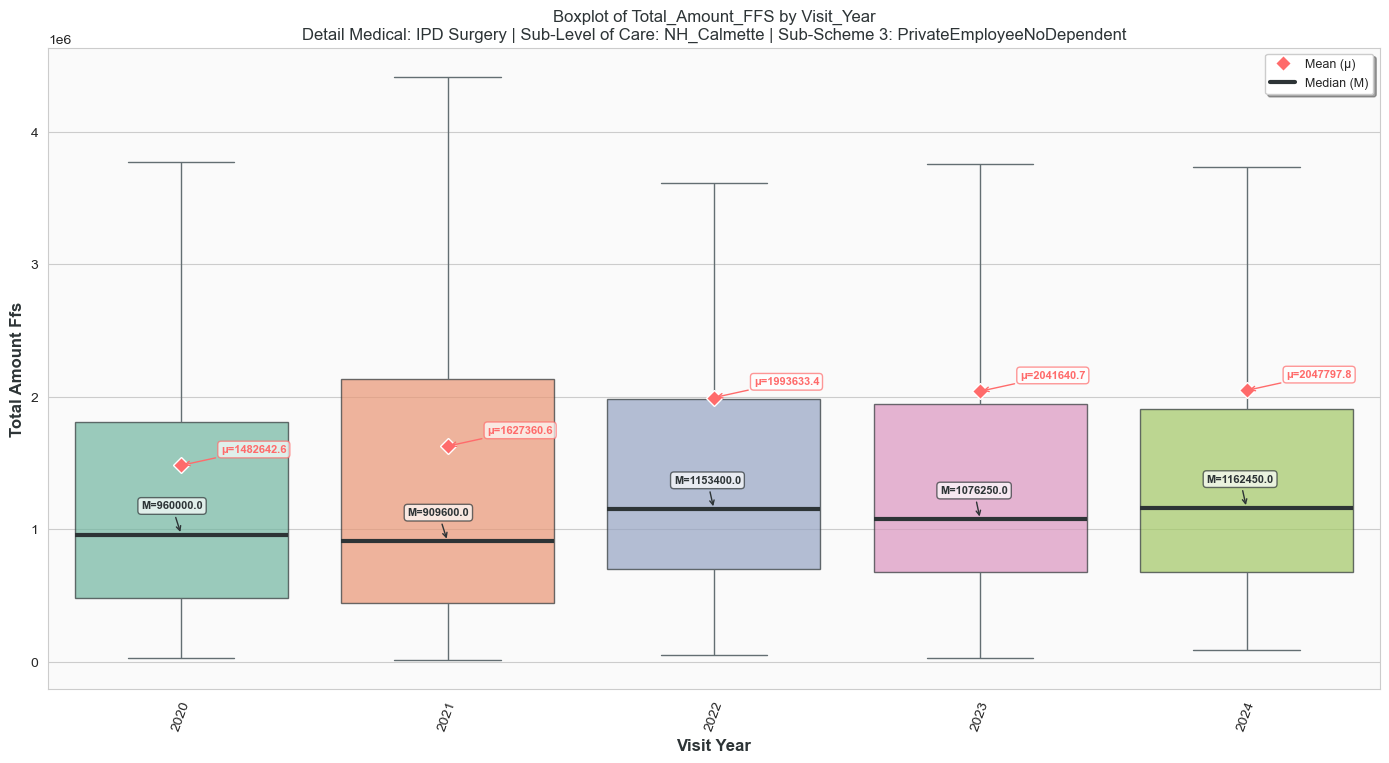 Boxplot of Total_Amount_FFS by Visit_Year
Detail Medical: IPD Surgery | Sub-Level of Care: NH_Calmette | Sub-Scheme 3: PrivateEmployeeNoDependent
1e6
Mean (μ)
Median (M)
4
3
2
1
0
Total Amount Ffs
μ=1482642.6
M=960000.0
μ=1627360.6
M=909600.0
μ=1993633.4
M=1153400.0
μ=2041640.7
M=1076250.0
μ=2047797.8
M=1162450.0
2020
2021
2022
2023
2024
Visit Year